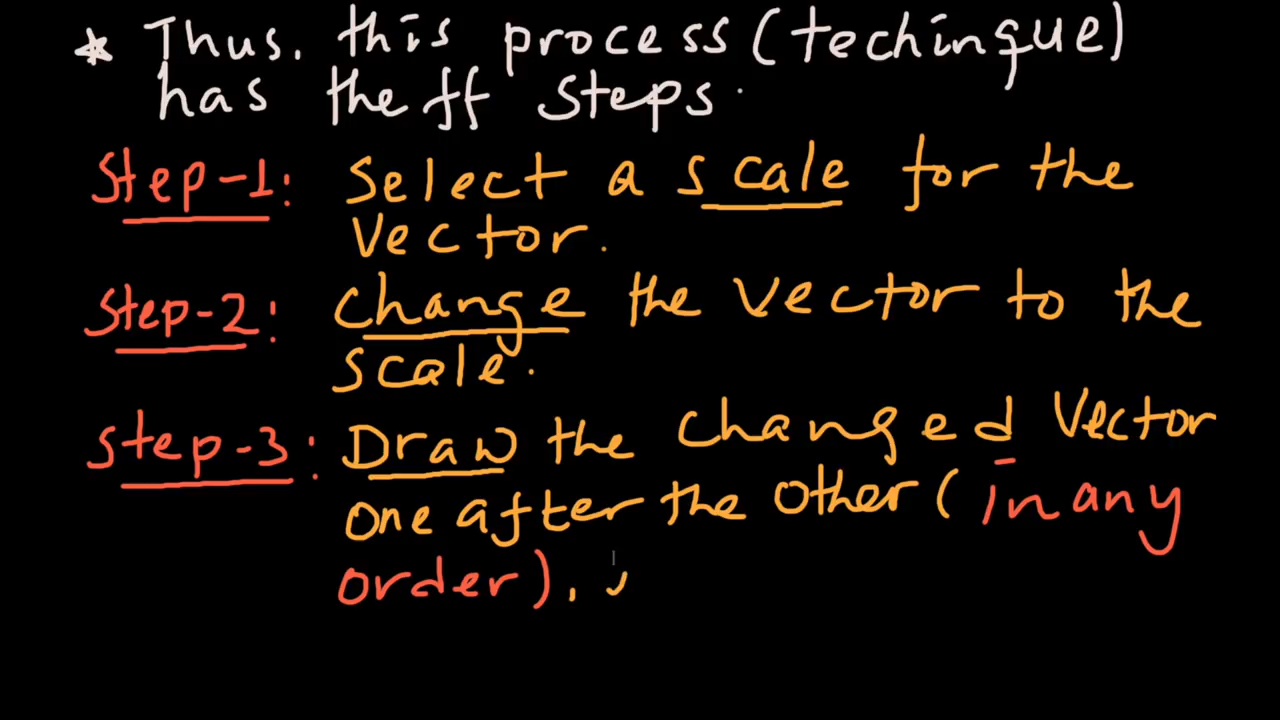 * Thus, this process (techinque)
has the ff steps.
Step-1: Select a scale for the
Vector.
Step-2: Change the vector to the
scale.
Step-3: Draw the changed Vector
one after the other (in any
order),